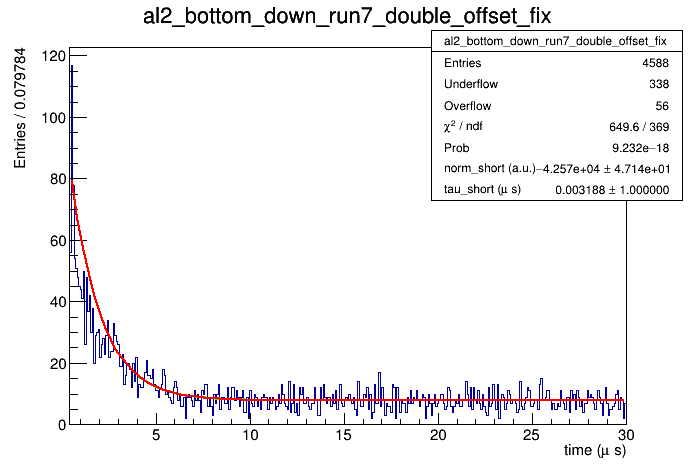 al2_bottom_down_run7_double_offset_fix
al2_bottom_down_run7_double_offset_fix
Entries 4588
Underflow 338
Overflow 56
χ² / ndf 649.6 / 369
Prob 9.232e−18
norm_short (a.u.) −4.257e+04 ± 4.714e+01
tau_short (μ s) 0.003188 ± 1.000000
Entries / 0.079784
120
100
80
60
40
20
0
5 10 15 20 25 30
time (μ s)